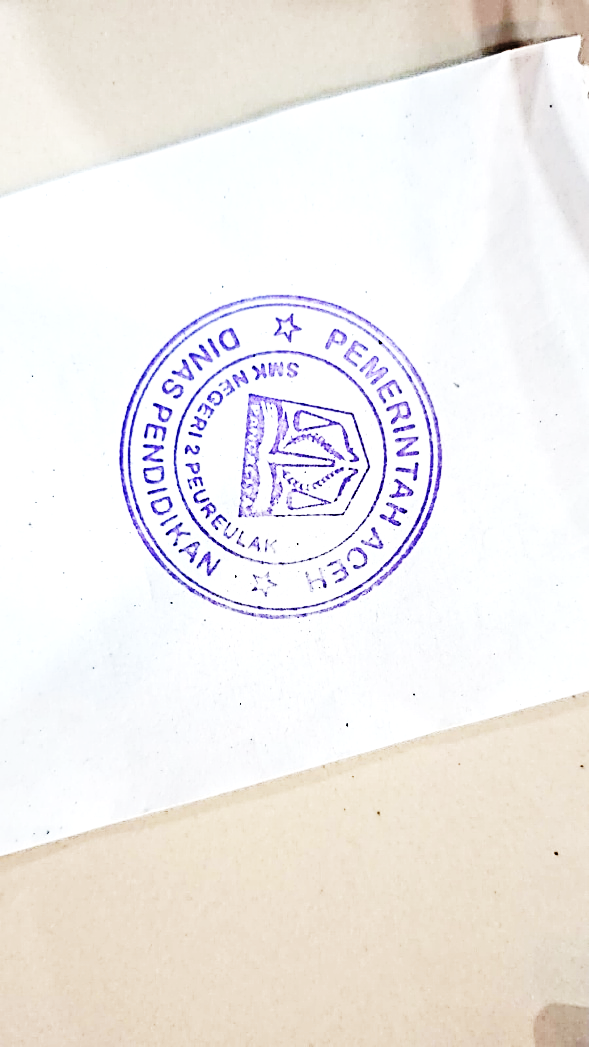 PEMERINTAH ACEH
DINAS PENDIDIKAN
SMK NEGERI 2 PEUREULAK